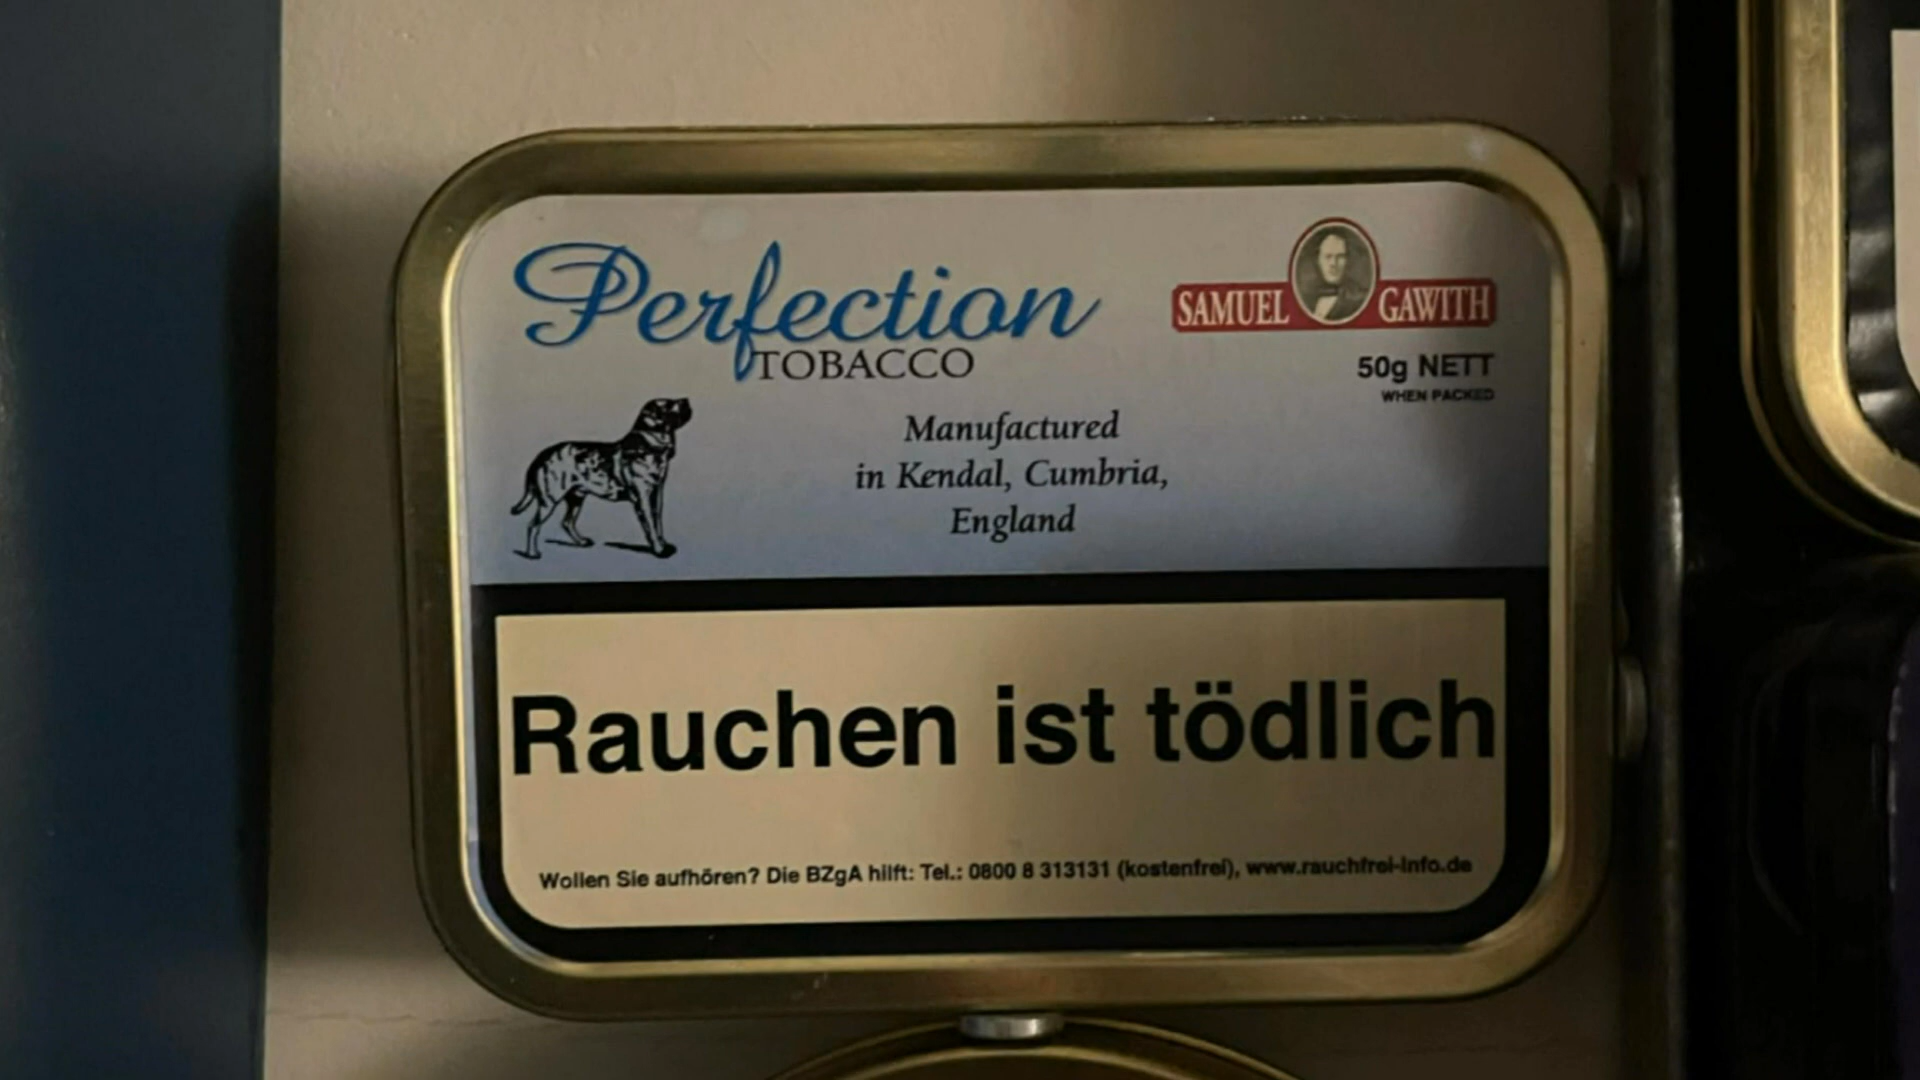 Perfection
TOBACCO
SAMUEL GAWITH
50g NETT
WHEN PACKED
Manufactured
in Kendal, Cumbria,
England
Rauchen ist tödlich
Wollen Sie aufhören? Die BZgA hilft: Tel.: 0800 8 313131 (kostenfrei), www.rauchfrei-info.de